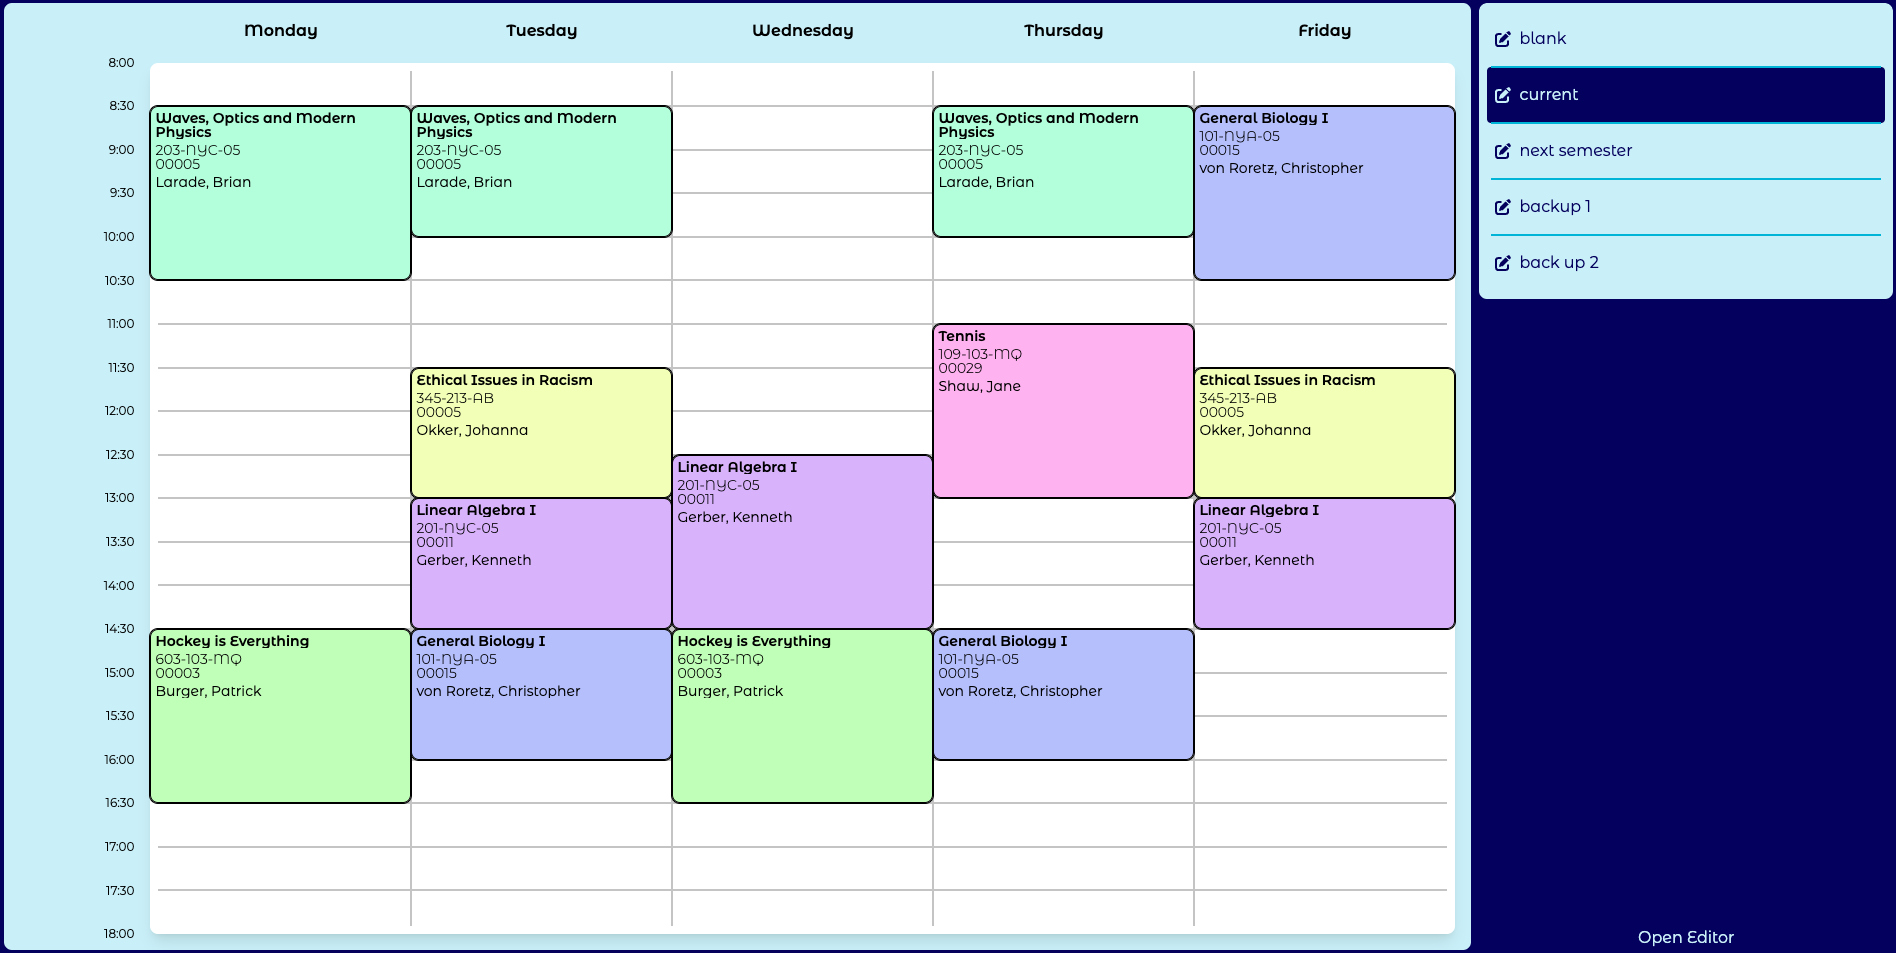 Monday
Tuesday
Wednesday
Thursday
Friday
8:00
8:30
9:00
9:30
10:00
10:30
11:00
11:30
12:00
12:30
13:00
13:30
14:00
14:30
15:00
15:30
16:00
16:30
17:00
17:30
18:00
Waves, Optics and Modern
Physics
203-NYC-05
00005
Larade, Brian
Hockey is Everything
603-103-MQ
00003
Burger, Patrick
Waves, Optics and Modern
Physics
203-NYC-05
00005
Larade, Brian
Ethical Issues in Racism
345-213-AB
00005
Okker, Johanna
Linear Algebra I
201-NYC-05
00011
Gerber, Kenneth
General Biology I
101-NYA-05
00015
von Roretz, Christopher
Linear Algebra I
201-NYC-05
00011
Gerber, Kenneth
Hockey is Everything
603-103-MQ
00003
Burger, Patrick
Waves, Optics and Modern
Physics
203-NYC-05
00005
Larade, Brian
Tennis
109-103-MQ
00029
Shaw, Jane
General Biology I
101-NYA-05
00015
von Roretz, Christopher
General Biology I
101-NYA-05
00015
von Roretz, Christopher
Ethical Issues in Racism
345-213-AB
00005
Okker, Johanna
Linear Algebra I
201-NYC-05
00011
Gerber, Kenneth
blank
current
next semester
backup 1
back up 2
Open Editor